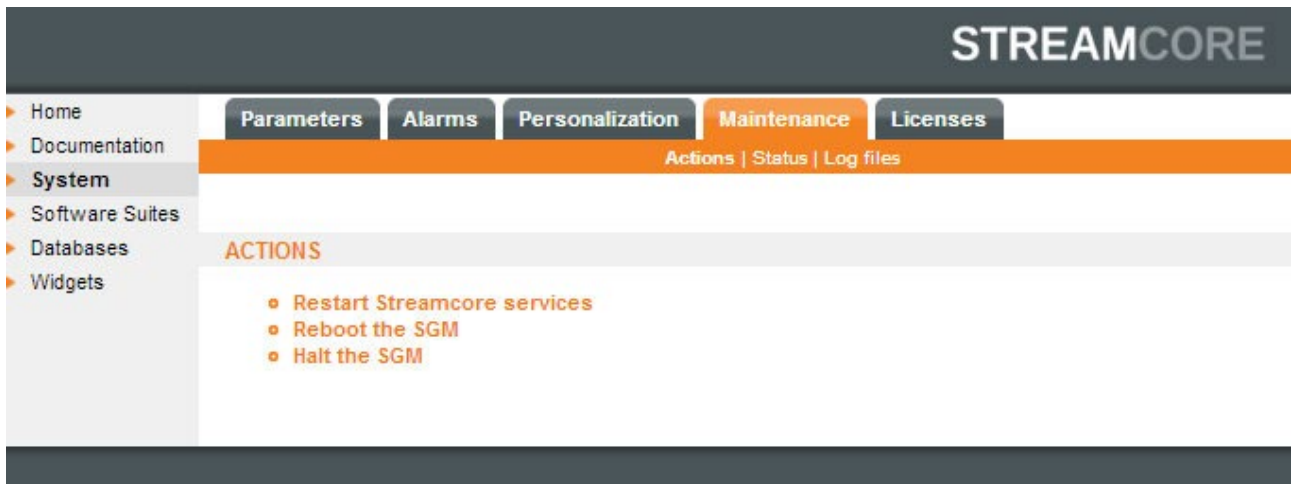 STREAMCORE
Home
Documentation
System
Software Suites
Databases
Widgets
Parameters Alarms Personalization Maintenance Licenses
Actions | Status | Log files
ACTIONS
Restart Streamcore services
Reboot the SGM
Halt the SGM